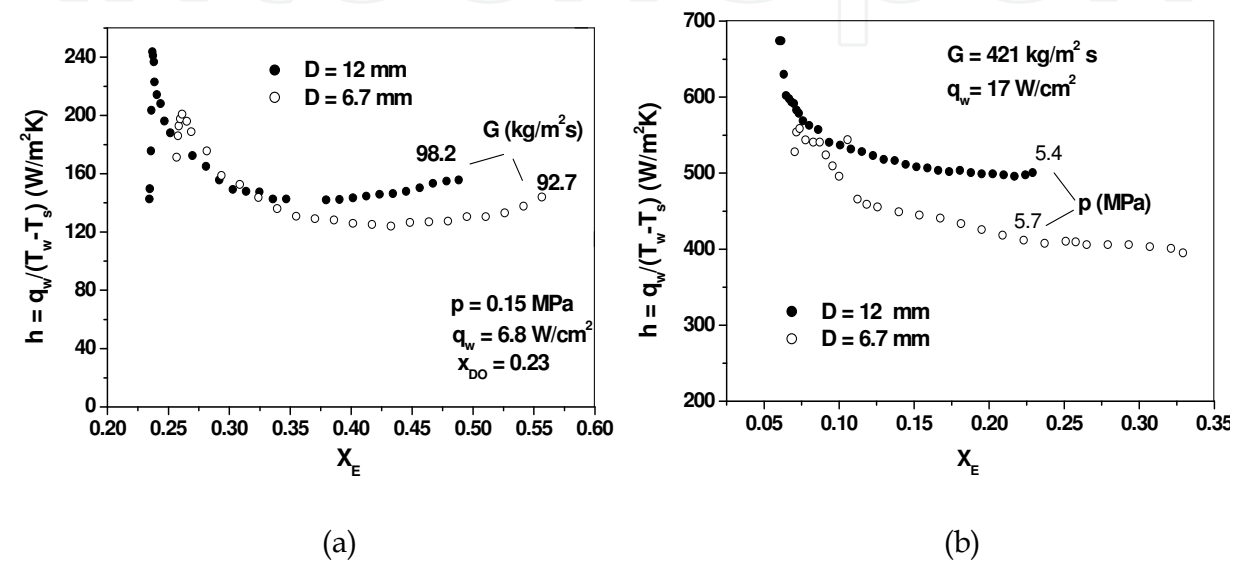 240
200
160
120
80
40
0
h = q_w/(T_w-T_s) (W/m²K)
D = 12 mm
D = 6.7 mm
G (kg/m²s)
98.2
92.7
p = 0.15 MPa
q_w = 6.8 W/cm²
x_DO = 0.23
0.20 0.25 0.30 0.35 0.40 0.45 0.50 0.55 0.60
X_E
(a)
700
600
500
400
300
200
h = q_w/(T_w-T_s) (W/m²K)
G = 421 kg/m² s
q_w = 17 W/cm²
5.4
p (MPa)
5.7
D = 12 mm
D = 6.7 mm
0.05 0.10 0.15 0.20 0.25 0.30 0.35
X_E
(b)